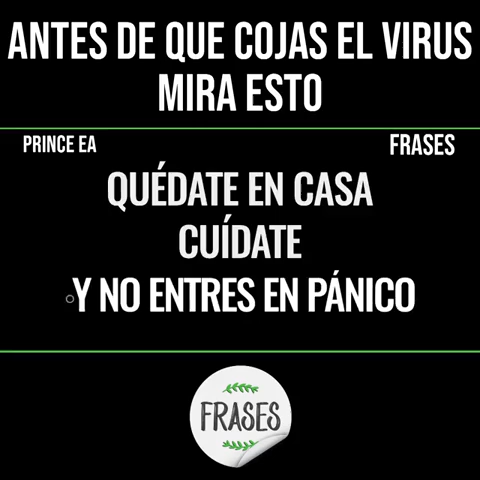 ANTES DE QUE COJAS EL VIRUS
MIRA ESTO
PRINCE EA
FRASES
QUÉDATE EN CASA
CUÍDATE
Y NO ENTRES EN PÁNICO
FRASES